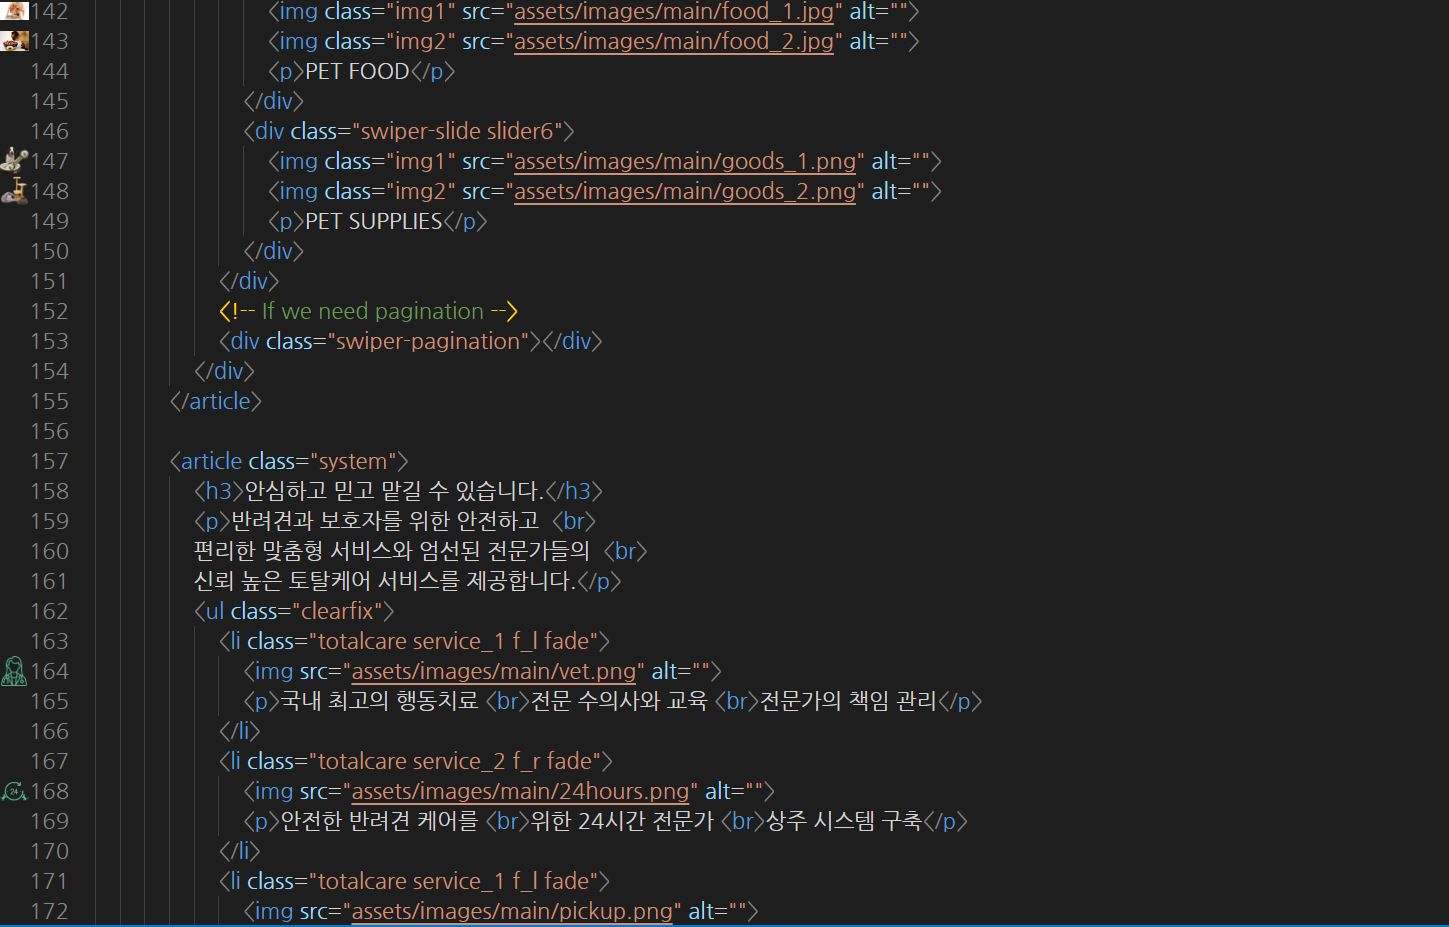 142 <img class="img1" src="assets/images/main/food_1.jpg" alt="">
143 <img class="img2" src="assets/images/main/food_2.jpg" alt="">
144 <p>PET FOOD</p>
145 </div>
146 <div class="swiper-slide slider6">
147 <img class="img1" src="assets/images/main/goods_1.png" alt="">
148 <img class="img2" src="assets/images/main/goods_2.png" alt="">
149 <p>PET SUPPLIES</p>
150 </div>
151 </div>
152 <!-- If we need pagination -->
153 <div class="swiper-pagination"></div>
154 </div>
155 </article>
156
157 <article class="system">
158 <h3>안심하고 믿고 맡길 수 있습니다.</h3>
159 <p>반려견과 보호자를 위한 안전하고 <br>
160 편리한 맞춤형 서비스와 엄선된 전문가들의 <br>
161 신뢰 높은 토탈케어 서비스를 제공합니다.</p>
162 <ul class="clearfix">
163 <li class="totalcare service_1 f_l fade">
164 <img src="assets/images/main/vet.png" alt="">
165 <p>국내 최고의 행동치료 <br>전문 수의사와 교육 <br>전문가의 책임 관리</p>
166 </li>
167 <li class="totalcare service_2 f_r fade">
168 <img src="assets/images/main/24hours.png" alt="">
169 <p>안전한 반려견 케어를 <br>위한 24시간 전문가 <br>상주 시스템 구축</p>
170 </li>
171 <li class="totalcare service_1 f_l fade">
172 <img src="assets/images/main/pickup.png" alt="">